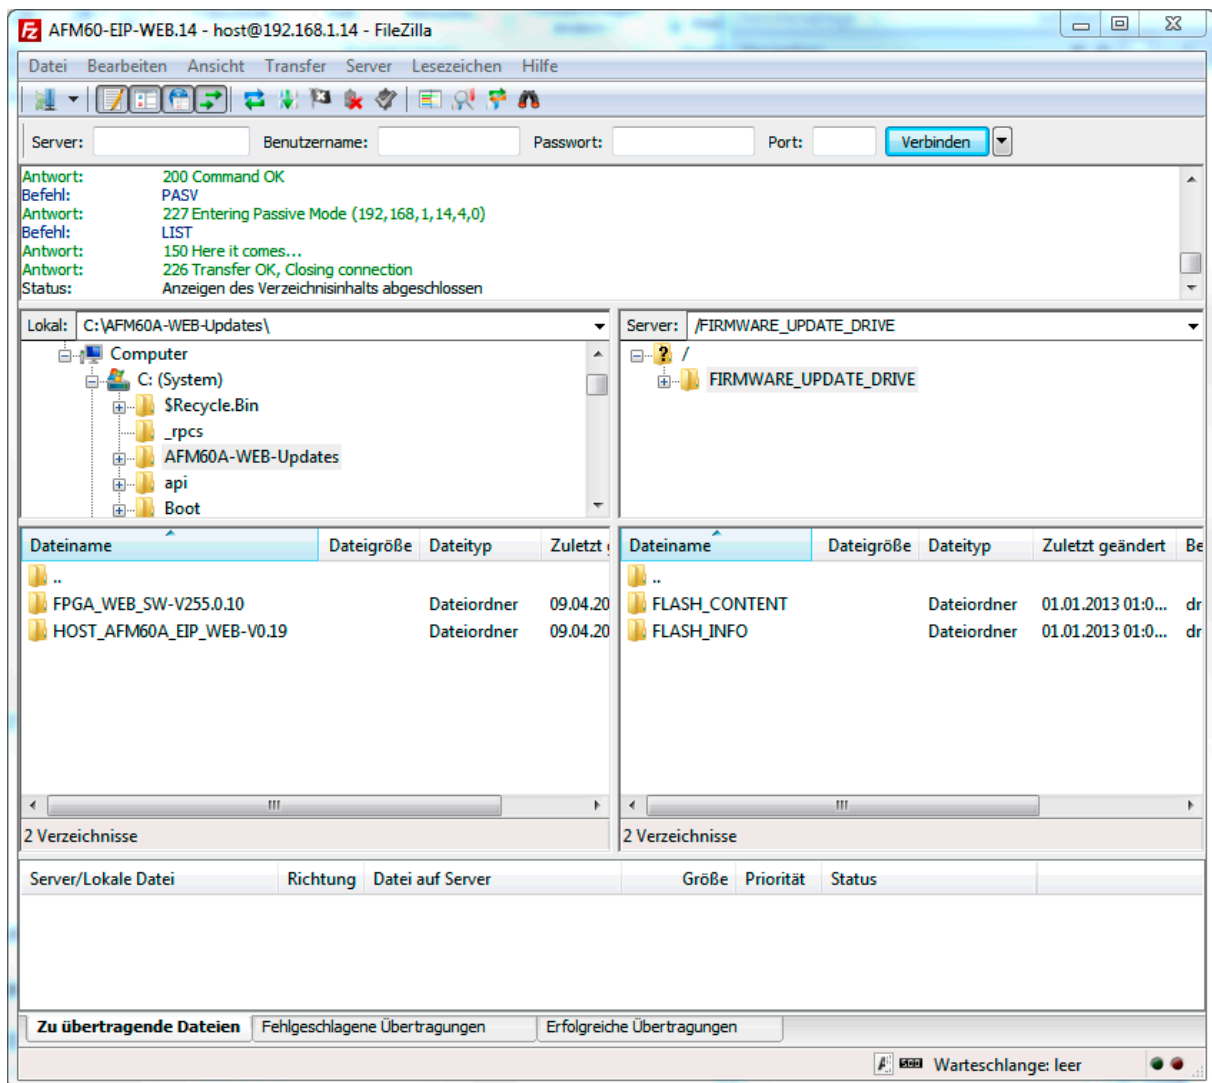 AFM60-EIP-WEB.14 - host@192.168.1.14 - FileZilla
Datei Bearbeiten Ansicht Transfer Server Lesezeichen Hilfe
Server: Benutzername: Passwort: Port: Verbinden
Antwort: 200 Command OK
Befehl: PASV
Antwort: 227 Entering Passive Mode (192,168,1,14,4,0)
Befehl: LIST
Antwort: 150 Here it comes...
Antwort: 226 Transfer OK, Closing connection
Status: Anzeigen des Verzeichnisinhalts abgeschlossen
Lokal: C:\AFM60A-WEB-Updates\
Computer
C: (System)
$Recycle.Bin
_rpcs
AFM60A-WEB-Updates
api
Boot
Server: /FIRMWARE_UPDATE_DRIVE
/
FIRMWARE_UPDATE_DRIVE
Dateiname Dateigröße Dateityp Zuletzt
..
FPGA_WEB_SW-V255.0.10 Dateiordner 09.04.20
HOST_AFM60A_EIP_WEB-V0.19 Dateiordner 09.04.20
2 Verzeichnisse
Dateiname Dateigröße Dateityp Zuletzt geändert Be
..
FLASH_CONTENT Dateiordner 01.01.2013 01:0... dr
FLASH_INFO Dateiordner 01.01.2013 01:0... dr
2 Verzeichnisse
Server/Lokale Datei Richtung Datei auf Server Größe Priorität Status
Zu übertragende Dateien Fehlgeschlagene Übertragungen Erfolgreiche Übertragungen
Warteschlange: leer